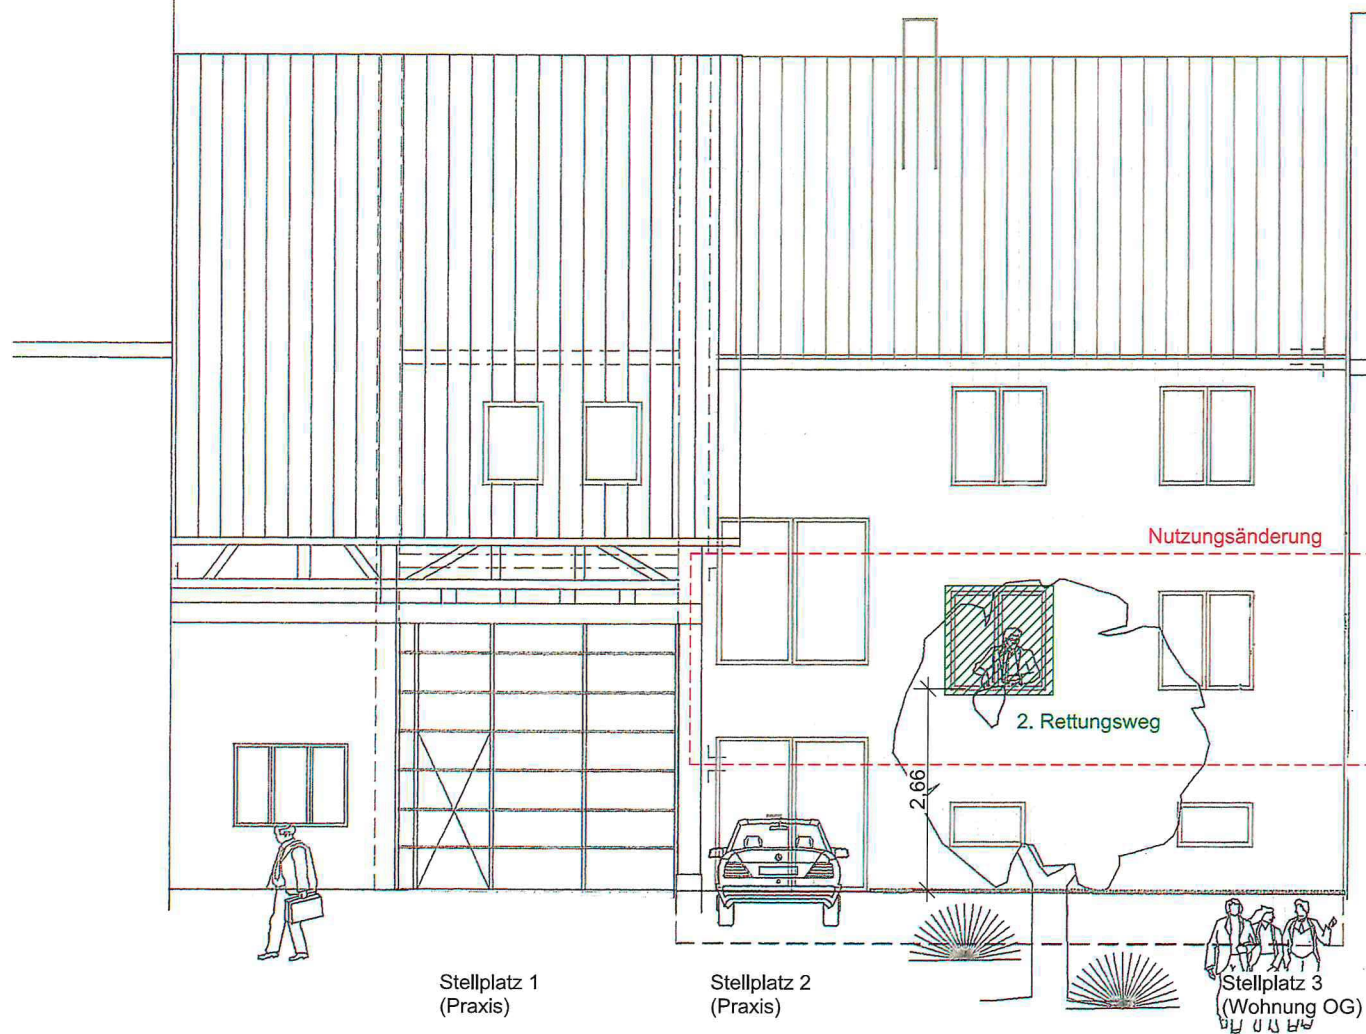 Nutzungsänderung
2. Rettungsweg
2,66
Stellplatz 1
(Praxis)
Stellplatz 2
(Praxis)
Stellplatz 3
(Wohnung OG)